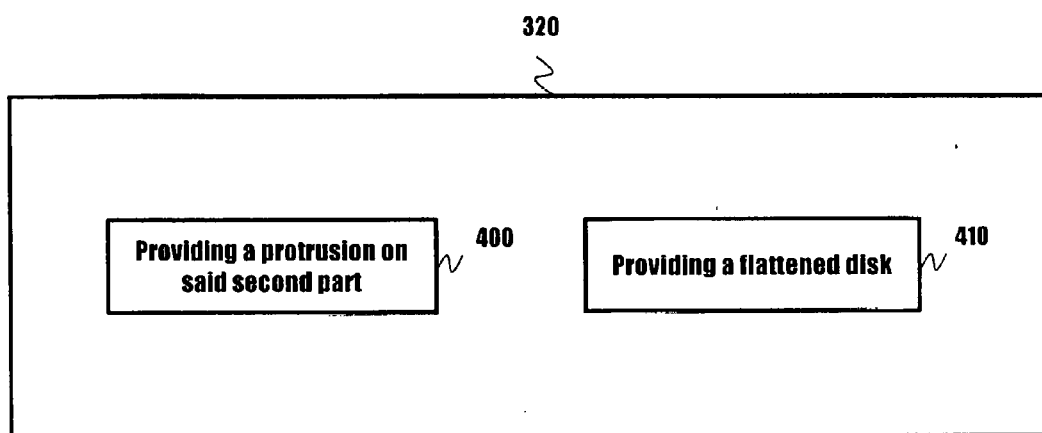 320
Providing a protrusion on
said second part
400
Providing a flattened disk
410